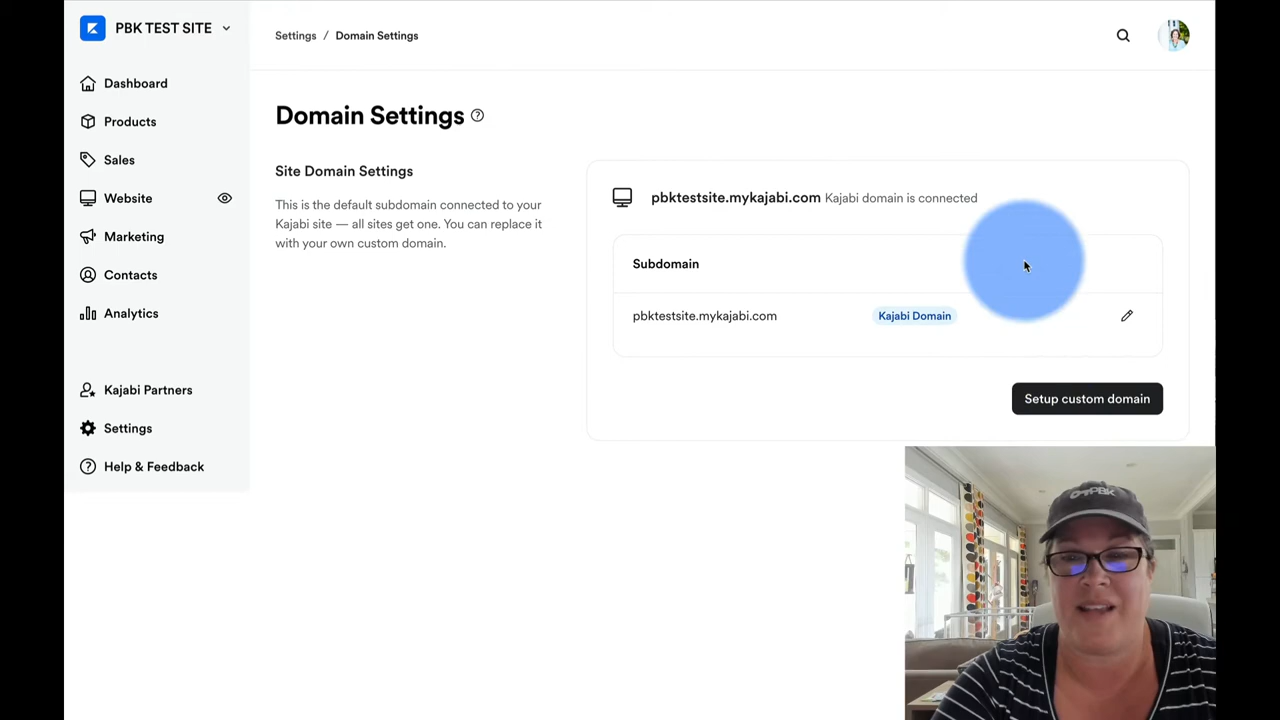 PBK TEST SITE
Settings / Domain Settings
Dashboard
Products
Sales
Website
Marketing
Contacts
Analytics
Kajabi Partners
Settings
Help & Feedback
Domain Settings
Site Domain Settings
This is the default subdomain connected to your
Kajabi site — all sites get one. You can replace it
with your own custom domain.
pbktestsite.mykajabi.com Kajabi domain is connected
Subdomain
pbktestsite.mykajabi.com Kajabi Domain
Setup custom domain
PBK